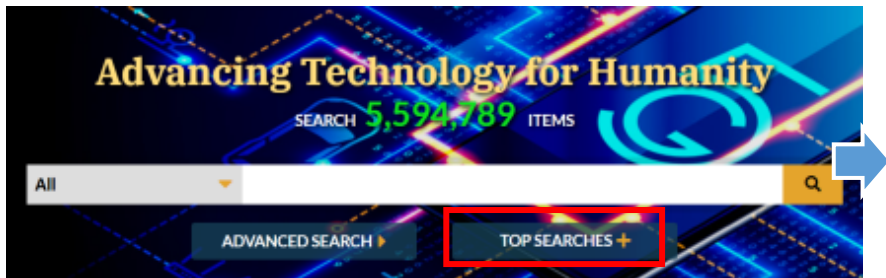 Advancing Technology for Humanity
SEARCH 5,594,789 ITEMS
All
ADVANCED SEARCH TOP SEARCHES +